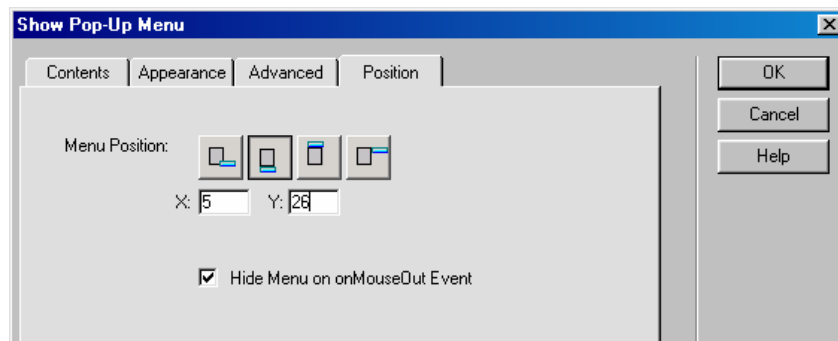 Show Pop-Up Menu
Contents Appearance Advanced Position
OK
Cancel
Help
Menu Position:
X: 5 Y: 26
Hide Menu on onMouseOut Event